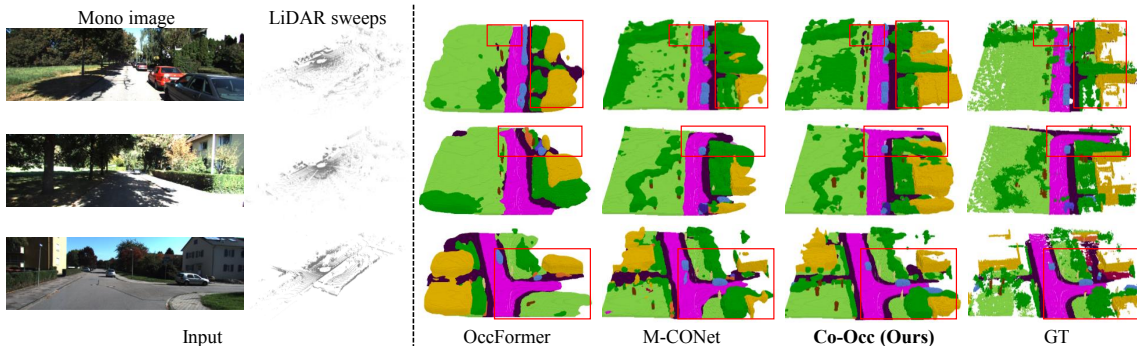 Mono image
LiDAR sweeps
Input
OccFormer
M-CONet
Co-Occ (Ours)
GT